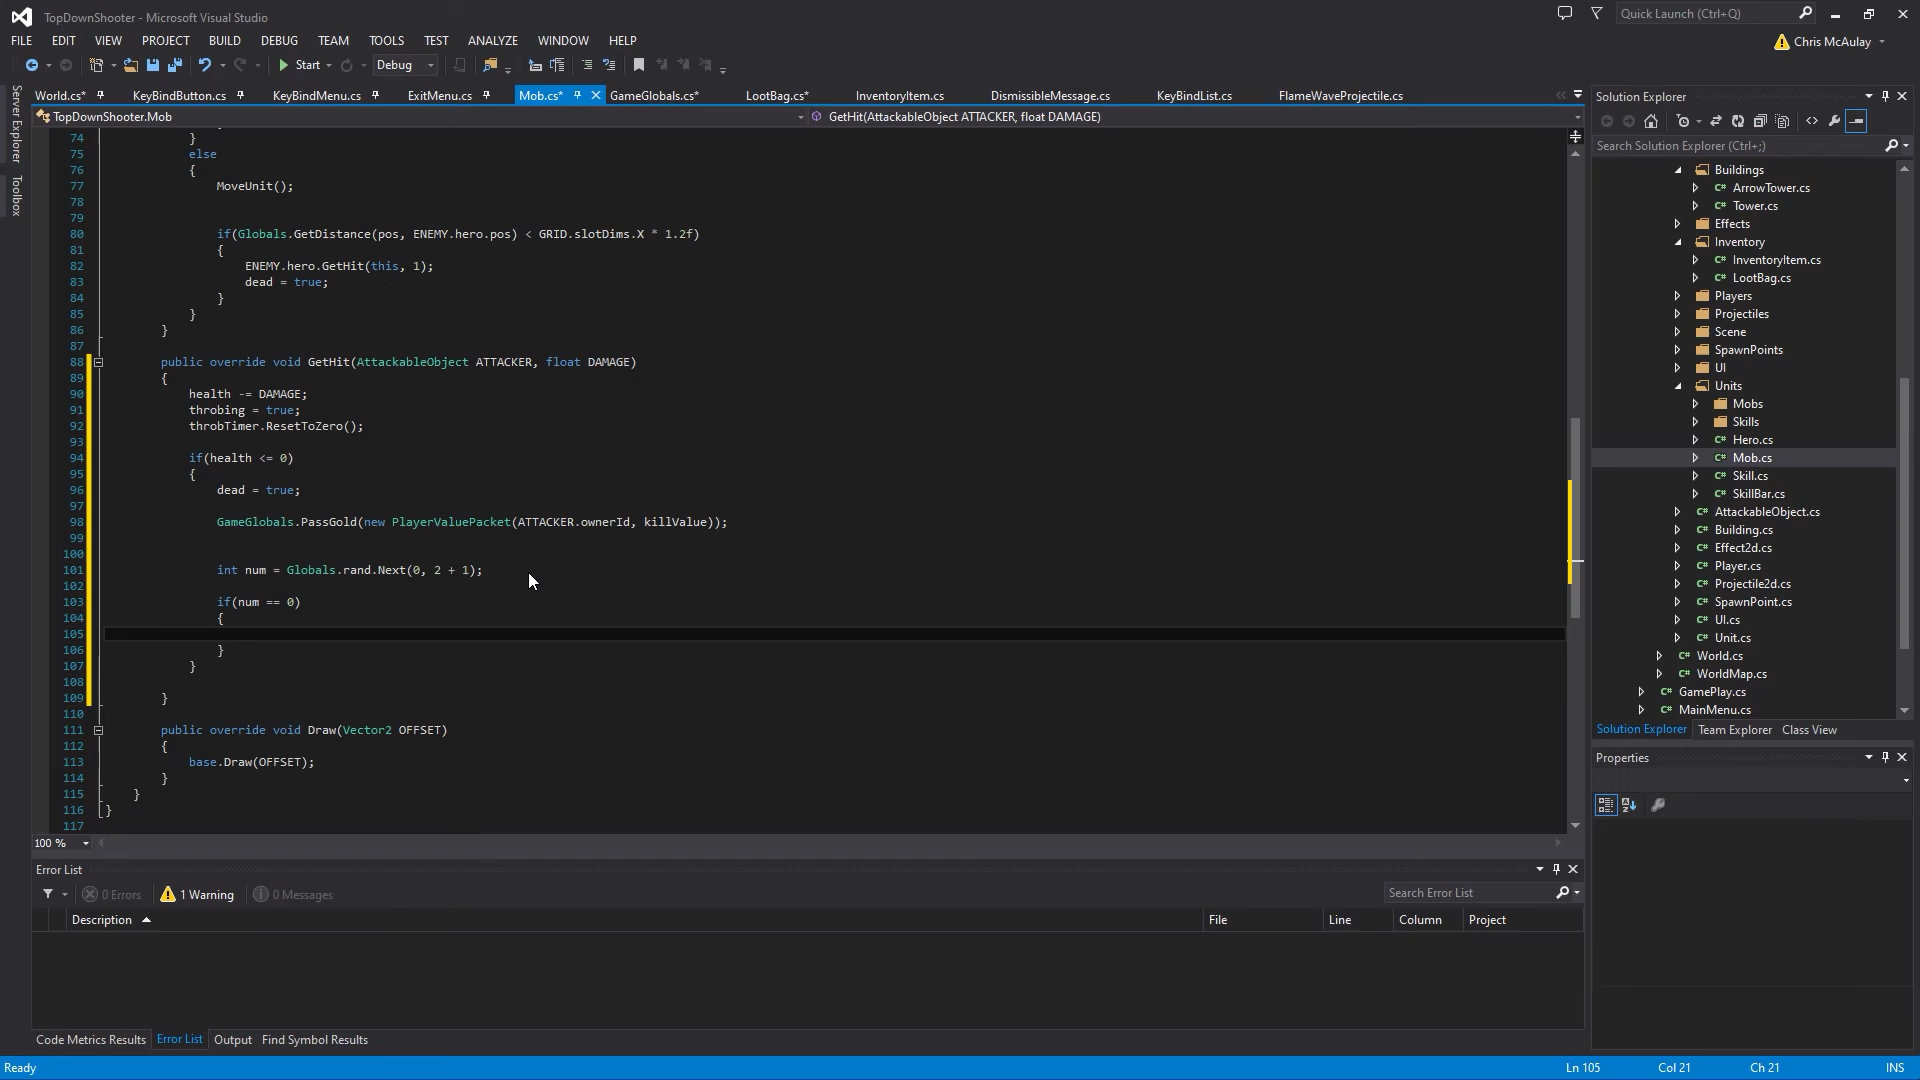 TopDownShooter - Microsoft Visual Studio
Quick Launch (Ctrl+Q)
FILE EDIT VIEW PROJECT BUILD DEBUG TEAM TOOLS TEST ANALYZE WINDOW HELP
Chris McAulay
Start Debug
Server Explorer
Toolbox
World.cs* KeyBindButton.cs KeyBindMenu.cs ExitMenu.cs Mob.cs* GameGlobals.cs* LootBag.cs* InventoryItem.cs DismissibleMessage.cs KeyBindList.cs FlameWaveProjectile.cs
TopDownShooter.Mob GetHit(AttackableObject ATTACKER, float DAMAGE)
74 }
75 else
76 {
77 MoveUnit();
78
79
80 if(Globals.GetDistance(pos, ENEMY.hero.pos) < GRID.slotDims.X * 1.2f)
81 {
82 ENEMY.hero.GetHit(this, 1);
83 dead = true;
84 }
85 }
86 }
87
88 public override void GetHit(AttackableObject ATTACKER, float DAMAGE)
89 {
90 health -= DAMAGE;
91 throbing = true;
92 throbTimer.ResetToZero();
93
94 if(health <= 0)
95 {
96 dead = true;
97
98 GameGlobals.PassGold(new PlayerValuePacket(ATTACKER.ownerId, killValue));
99
100
101 int num = Globals.rand.Next(0, 2 + 1);
102
103 if(num == 0)
104 {
105
106 }
107 }
108
109 }
110
111 public override void Draw(Vector2 OFFSET)
112 {
113 base.Draw(OFFSET);
114 }
115 }
116 }
117
100 %
Solution Explorer
Search Solution Explorer (Ctrl+;)
Buildings
C# ArrowTower.cs
C# Tower.cs
Effects
Inventory
C# InventoryItem.cs
C# LootBag.cs
Players
Projectiles
Scene
SpawnPoints
UI
Units
Mobs
Skills
C# Hero.cs
C# Mob.cs
C# Skill.cs
C# SkillBar.cs
C# AttackableObject.cs
C# Building.cs
C# Effect2d.cs
C# Player.cs
C# Projectile2d.cs
C# SpawnPoint.cs
C# UI.cs
C# Unit.cs
C# World.cs
C# WorldMap.cs
C# GamePlay.cs
C# MainMenu.cs
Solution Explorer Team Explorer Class View
Properties
Error List
0 Errors 1 Warning 0 Messages
Search Error List
Description File Line Column Project
Code Metrics Results Error List Output Find Symbol Results
Ready Ln 105 Col 21 Ch 21 INS